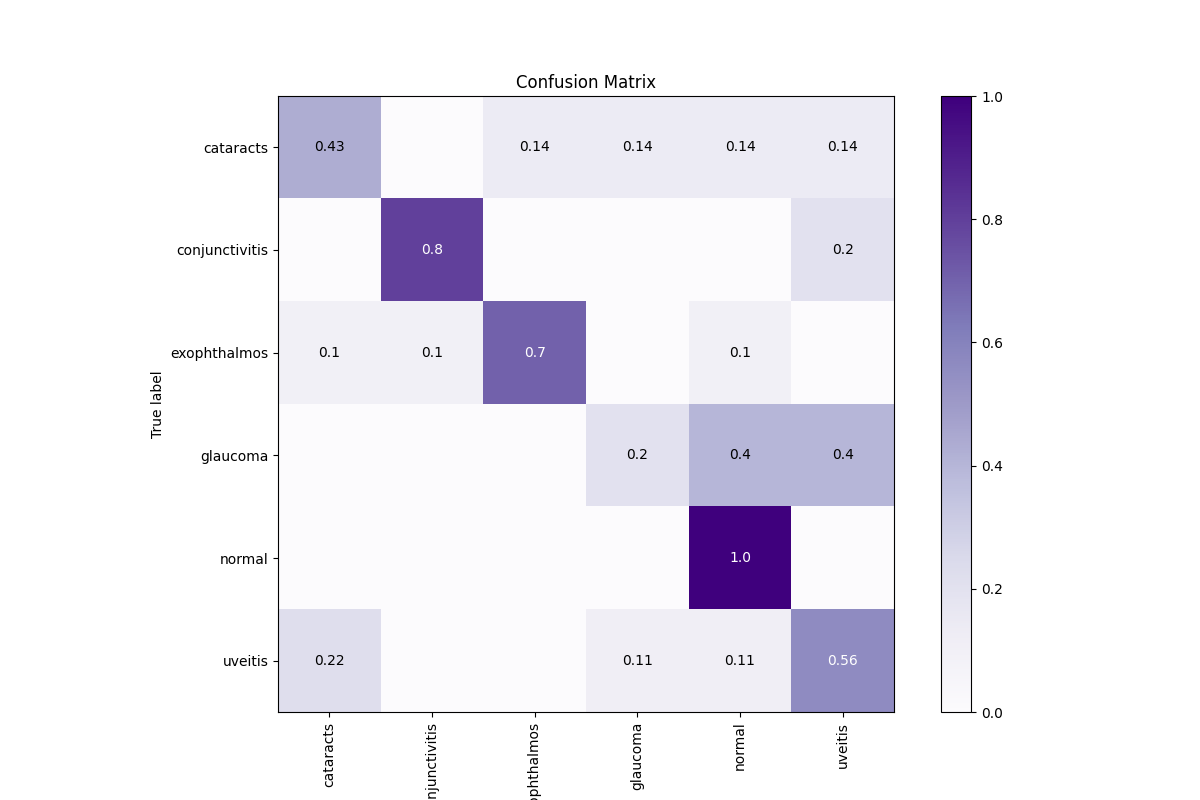 Confusion Matrix
cataracts 0.43 0.14 0.14 0.14 0.14
conjunctivitis 0.8 0.2
exophthalmos 0.1 0.1 0.7 0.1
glaucoma 0.2 0.4 0.4
normal 1.0
uveitis 0.22 0.11 0.11 0.56
True label
cataracts
njunctivitis
ophthalmos
glaucoma
normal
uveitis
1.0
0.8
0.6
0.4
0.2
0.0